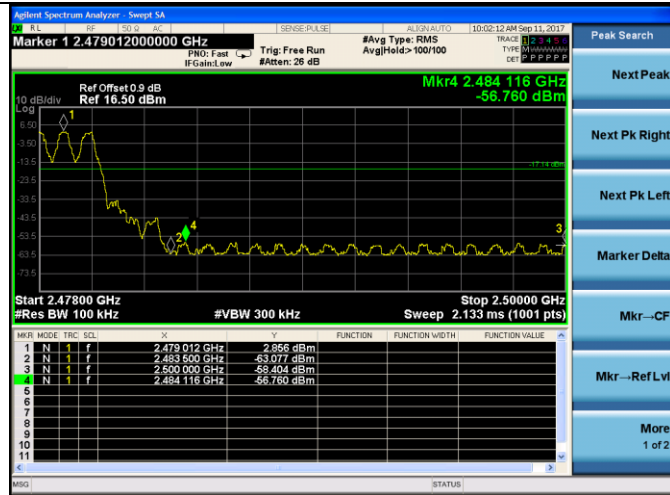 Agilent Spectrum Analyzer - Swept SA
RL RF 50 Ω AC SENSE:PULSE ALIGN AUTO 10:02:12 AM Sep 11, 2017
Marker 1 2.479012000000 GHz
PNO: Fast
IFGain:Low
Trig: Free Run
#Atten: 26 dB
#Avg Type: RMS
Avg|Hold:>100/100
TRACE 1 2 3 4 5 6
TYPE M
DET P P P P P P
Peak Search
Mkr4 2.484 116 GHz
-56.760 dBm
Ref Offset 0.9 dB
10 dB/div Ref 16.50 dBm
Log
6.50
-3.50
-13.5
-23.5
-33.5
-43.5
-53.5
-63.5
-73.5
1
2
4
3
-17.14 dBm
Start 2.47800 GHz Stop 2.50000 GHz
#Res BW 100 kHz #VBW 300 kHz Sweep 2.133 ms (1001 pts)
MKR MODE TRC SCL X Y FUNCTION FUNCTION WIDTH FUNCTION VALUE
1 N 1 f 2.479 012 GHz 2.856 dBm
2 N 1 f 2.483 500 GHz -63.077 dBm
3 N 1 f 2.500 000 GHz -58.404 dBm
4 N 1 f 2.484 116 GHz -56.760 dBm
5
6
7
8
9
10
11
MSG STATUS
Next Peak
Next Pk Right
Next Pk Left
Marker Delta
Mkr→CF
Mkr→Ref Lvl
More
1 of 2